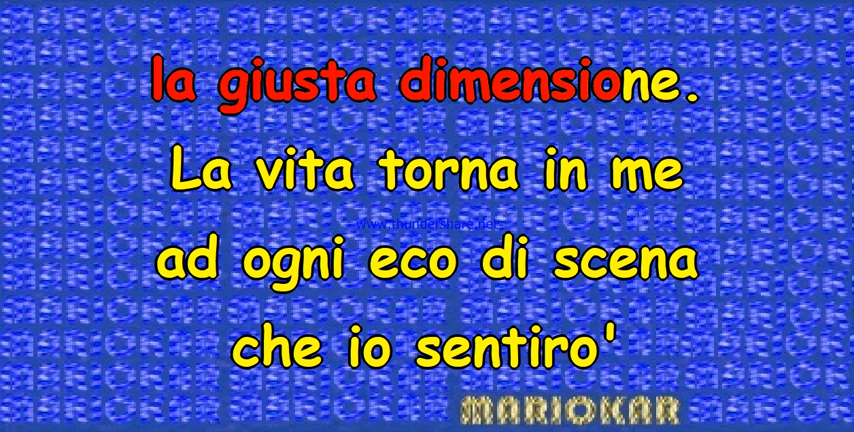 la giusta dimensione.
La vita torna in me
www.thundershare.net
ad ogni eco di scena
che io sentiro'
MARIOKAR